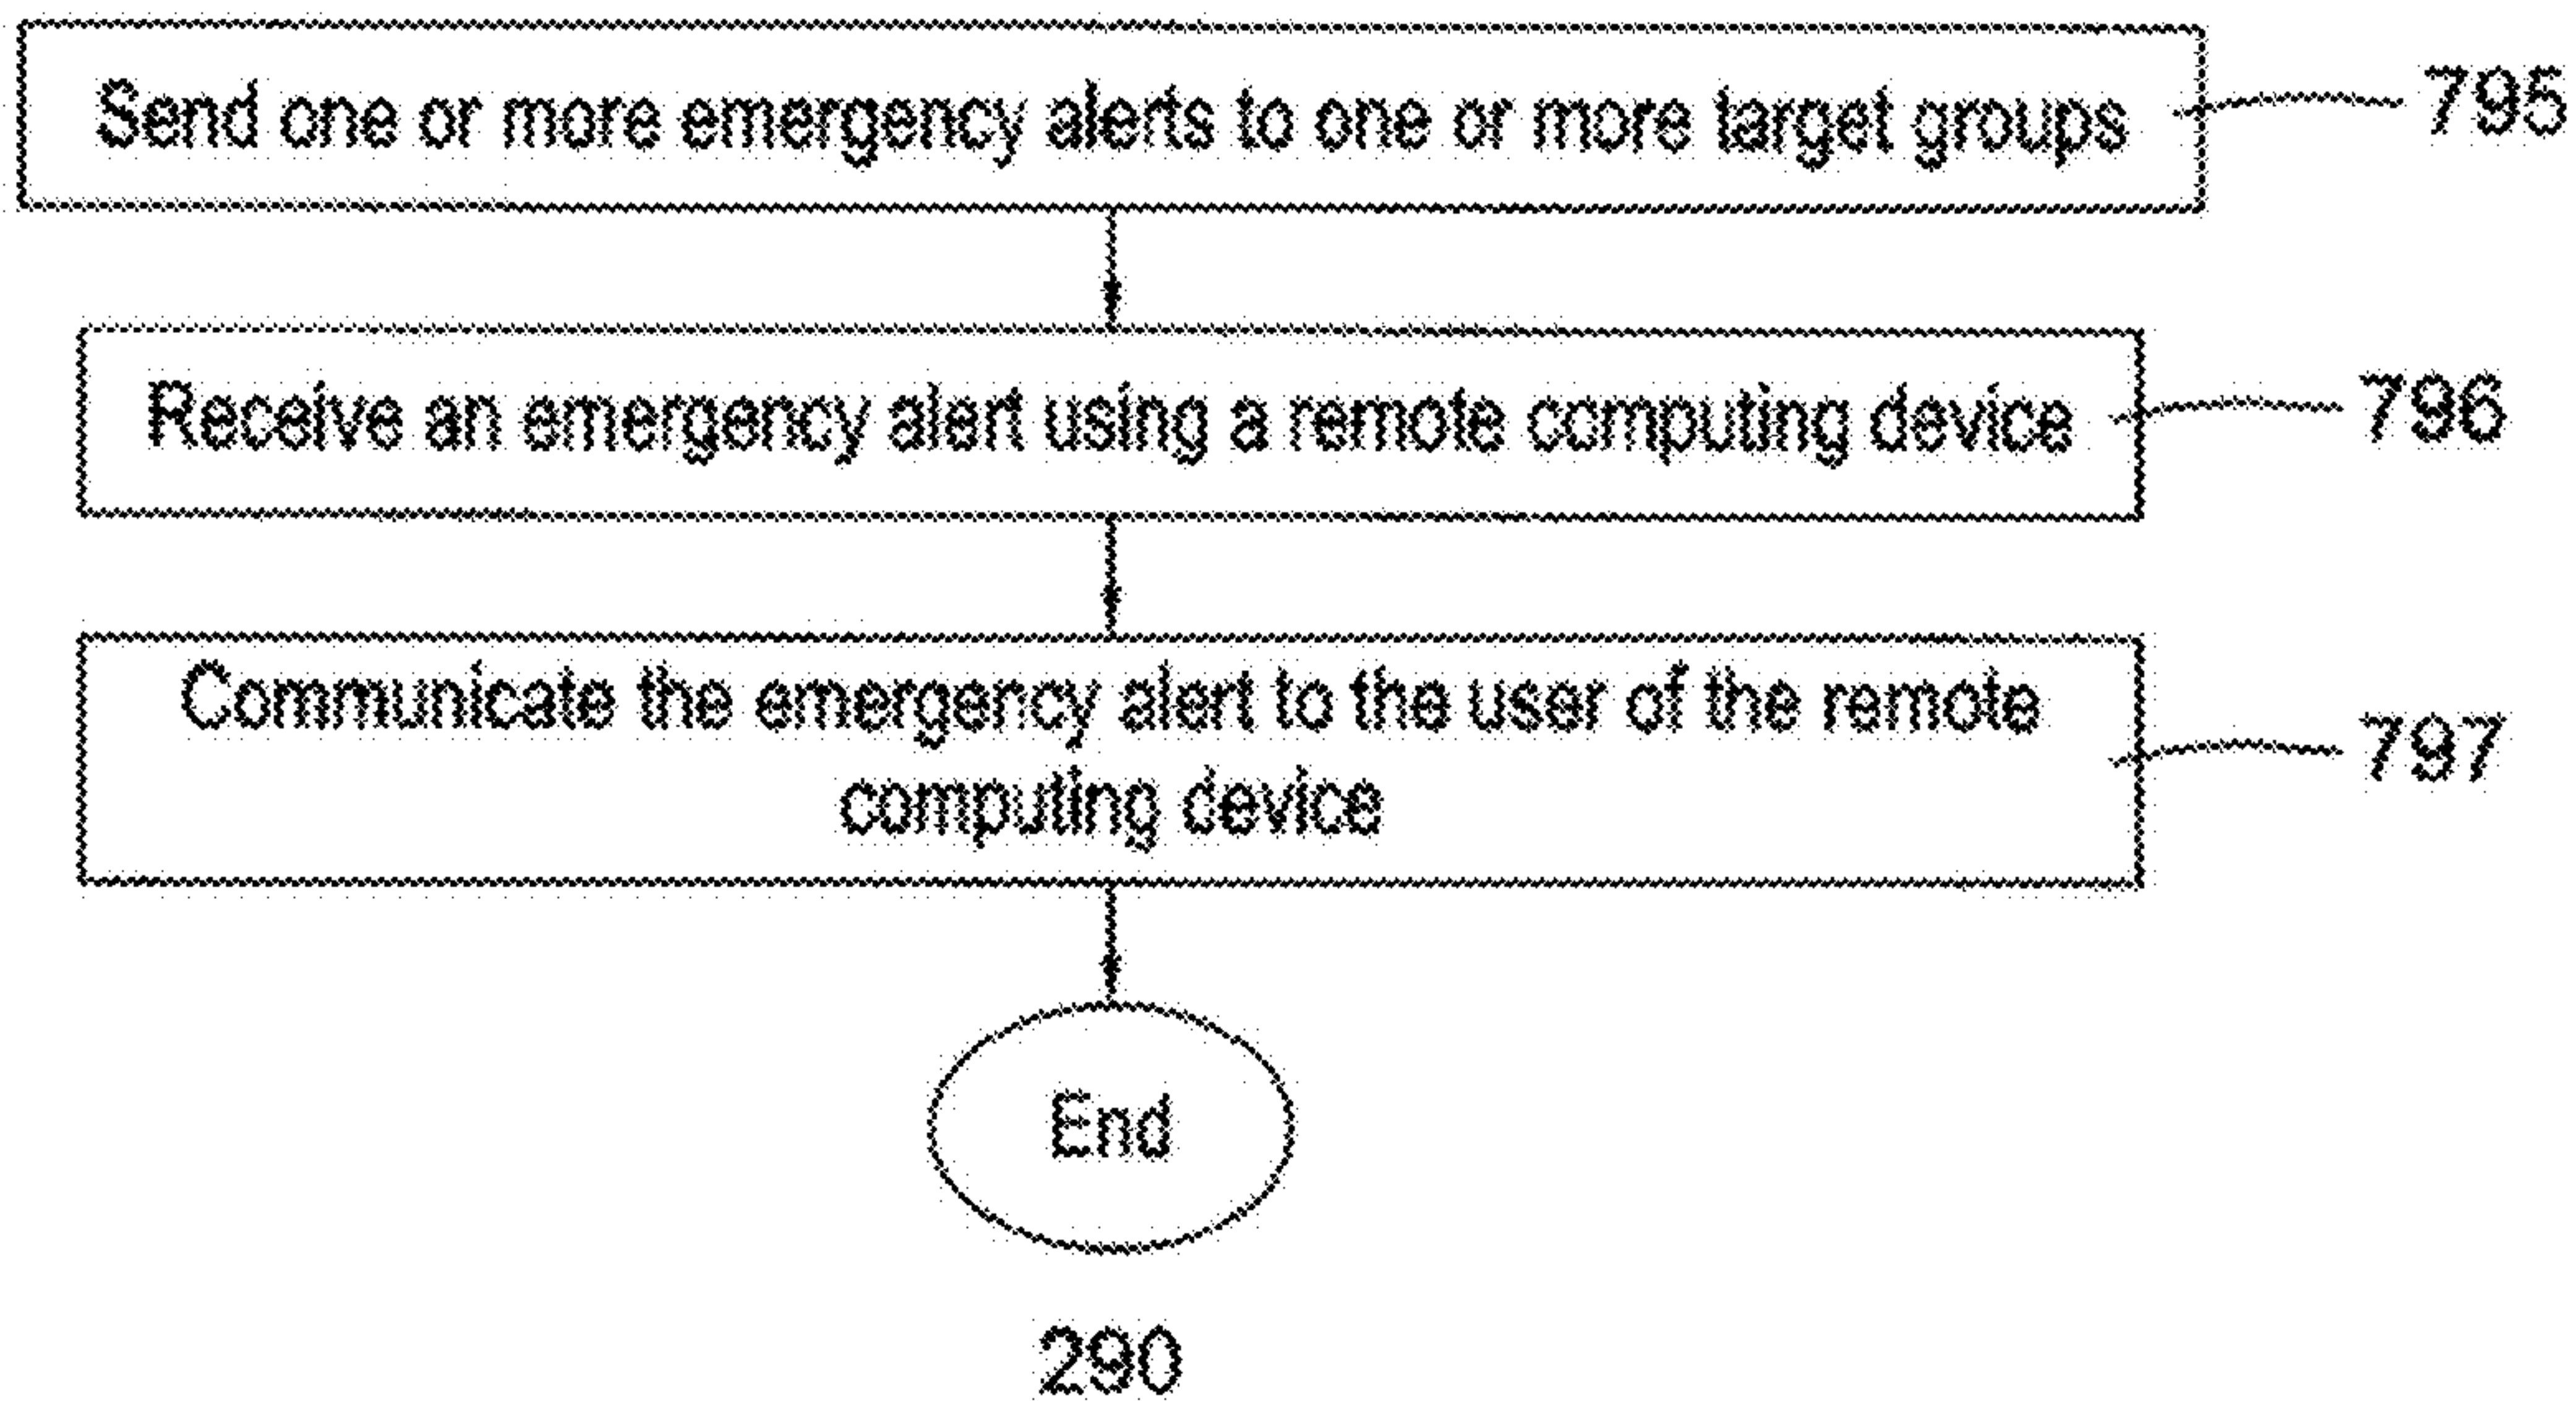 Send one or more emergency alerts to one or more target groups
795
Receive an emergency alert using a remote computing device
796
Communicate the emergency alert to the user of the remote
computing device
797
End
290